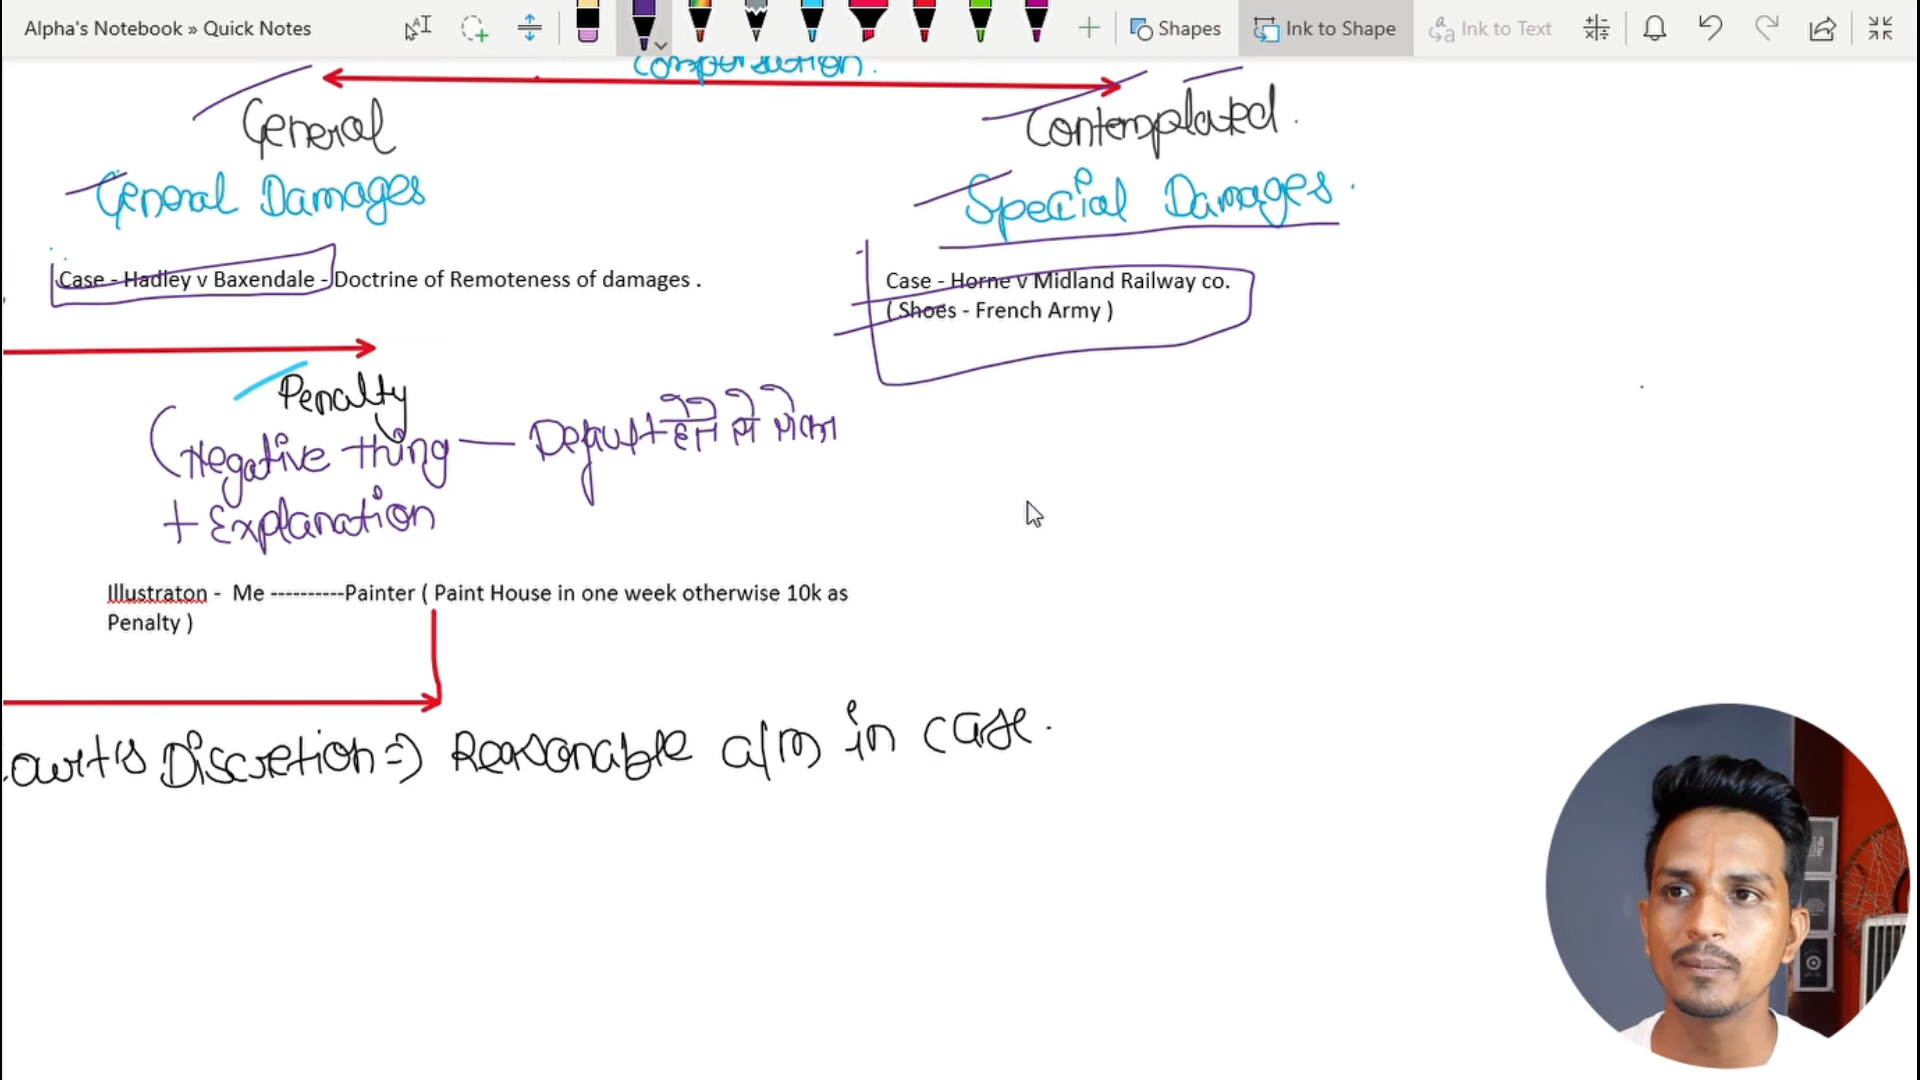 Alpha's Notebook » Quick Notes
Shapes
Ink to Shape
Ink to Text
Compensation.
General
Contemplated.
General Damages
Special Damages.
Case - Hadley v Baxendale - Doctrine of Remoteness of damages .
Case - Horne v Midland Railway co.
( Shoes - French Army )
Penalty
(Negative thing — Default देने से रोकना
+ Explanation
Illustraton - Me ----------Painter ( Paint House in one week otherwise 10k as
Penalty )
Discretion => Reasonable a/m in case.